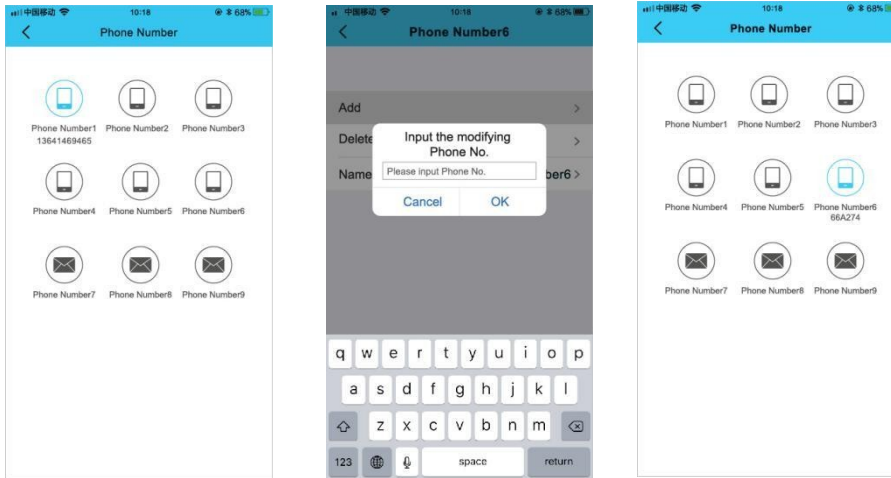 中国移动 10:18 68%
Phone Number
Phone Number1 Phone Number2 Phone Number3
13641469465
Phone Number4 Phone Number5 Phone Number6
Phone Number7 Phone Number8 Phone Number9
中国移动 10:18 68%
Phone Number6
Add
Delete
Name ber6
Input the modifying
Phone No.
Please input Phone No.
Cancel OK
q w e r t y u i o p
a s d f g h j k l
z x c v b n m
123 space return
中国移动 10:18 68%
Phone Number
Phone Number1 Phone Number2 Phone Number3
Phone Number4 Phone Number5 Phone Number6
66A274
Phone Number7 Phone Number8 Phone Number9